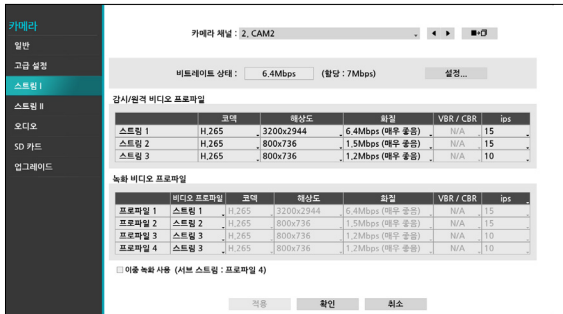 카메라
일반
고급 설정
스트림 I
스트림 II
오디오
SD 카드
업그레이드
카메라 채널 : 2, CAM2
비트레이트 상태 : 6,4Mbps (할당 : 7Mbps) 설정...
감시/원격 비디오 프로파일
코덱 해상도 화질 VBR / CBR ips
스트림 1 H,265 3200x2944 6,4Mbps (매우 좋음) N/A 15
스트림 2 H,265 800x736 1,5Mbps (매우 좋음) N/A 15
스트림 3 H,265 800x736 1,2Mbps (매우 좋음) N/A 10
녹화 비디오 프로파일
비디오 프로파일 코덱 해상도 화질 VBR / CBR ips
프로파일 1 스트림 1 H,265 3200x2944 6,4Mbps (매우 좋음) N/A 15
프로파일 2 스트림 2 H,265 800x736 1,5Mbps (매우 좋음) N/A 15
프로파일 3 스트림 3 H,265 800x736 1,2Mbps (매우 좋음) N/A 10
프로파일 4 스트림 3 H,265 800x736 1,2Mbps (매우 좋음) N/A 10
이중 녹화 사용 (서브 스트림 : 프로파일 4)
적용 확인 취소